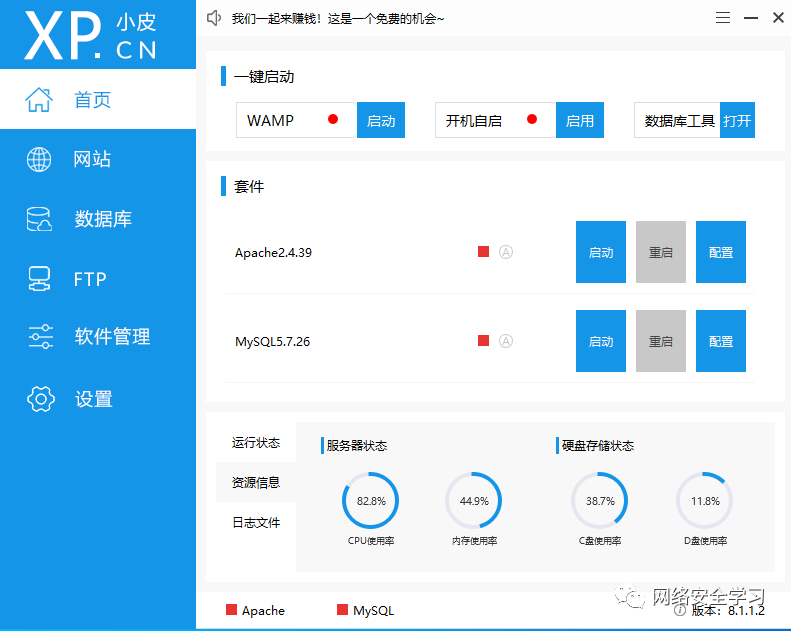 XP.CN 小皮
我们一起来赚钱！这是一个免费的机会~
首页
网站
数据库
FTP
软件管理
设置
一键启动
WAMP 启动 开机自启 启用 数据库工具 打开
套件
Apache2.4.39 A 启动 重启 配置
MySQL5.7.26 A 启动 重启 配置
运行状态
资源信息
日志文件
服务器状态 硬盘存储状态
82.8% 44.9% 38.7% 11.8%
CPU使用率 内存使用率 C盘使用率 D盘使用率
网络安全学习
Apache MySQL 版本：8.1.1.2